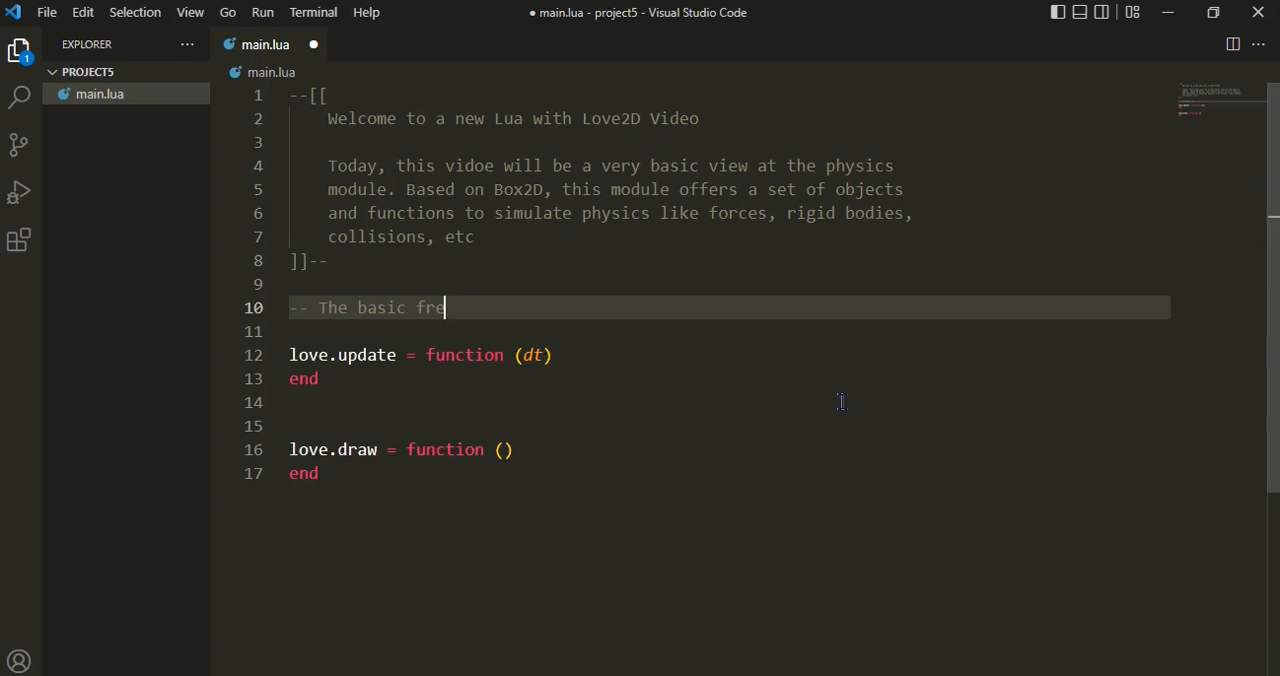 File Edit Selection View Go Run Terminal Help ● main.lua - project5 - Visual Studio Code
EXPLORER ···
main.lua ●
1
PROJECT5
main.lua
main.lua
1 --[[
2 Welcome to a new Lua with Love2D Video
3
4 Today, this vidoe will be a very basic view at the physics
5 module. Based on Box2D, this module offers a set of objects
6 and functions to simulate physics like forces, rigid bodies,
7 collisions, etc
8 ]]--
9
10 -- The basic fre
11
12 love.update = function (dt)
13 end
14
15
16 love.draw = function ()
17 end